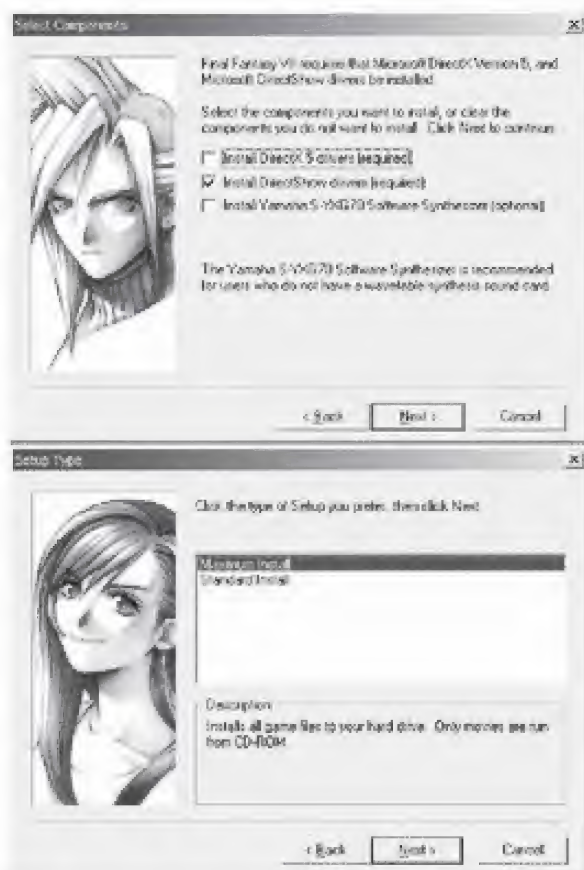 Select Components
Final Fantasy VII requires that Microsoft DirectX Version 5, and
Microsoft DirectShow drivers be installed.
Select the components you want to install, or clear the
components you do not want to install. Click Next to continue.
Install DirectX 5 drivers (required)
Install DirectShow drivers (required)
Install Yamaha S-YXG70 Software Synthesizer (optional)
The Yamaha S-YXG70 Software Synthesizer is recommended
for users who do not have a wavetable synthesis sound card.
< Back
Next >
Cancel
Setup Type
Click the type of Setup you prefer, then click Next.
Maximum Install
Standard Install
Description
Installs all game files to your hard drive. Only movies are run
from CD-ROM
< Back
Next >
Cancel